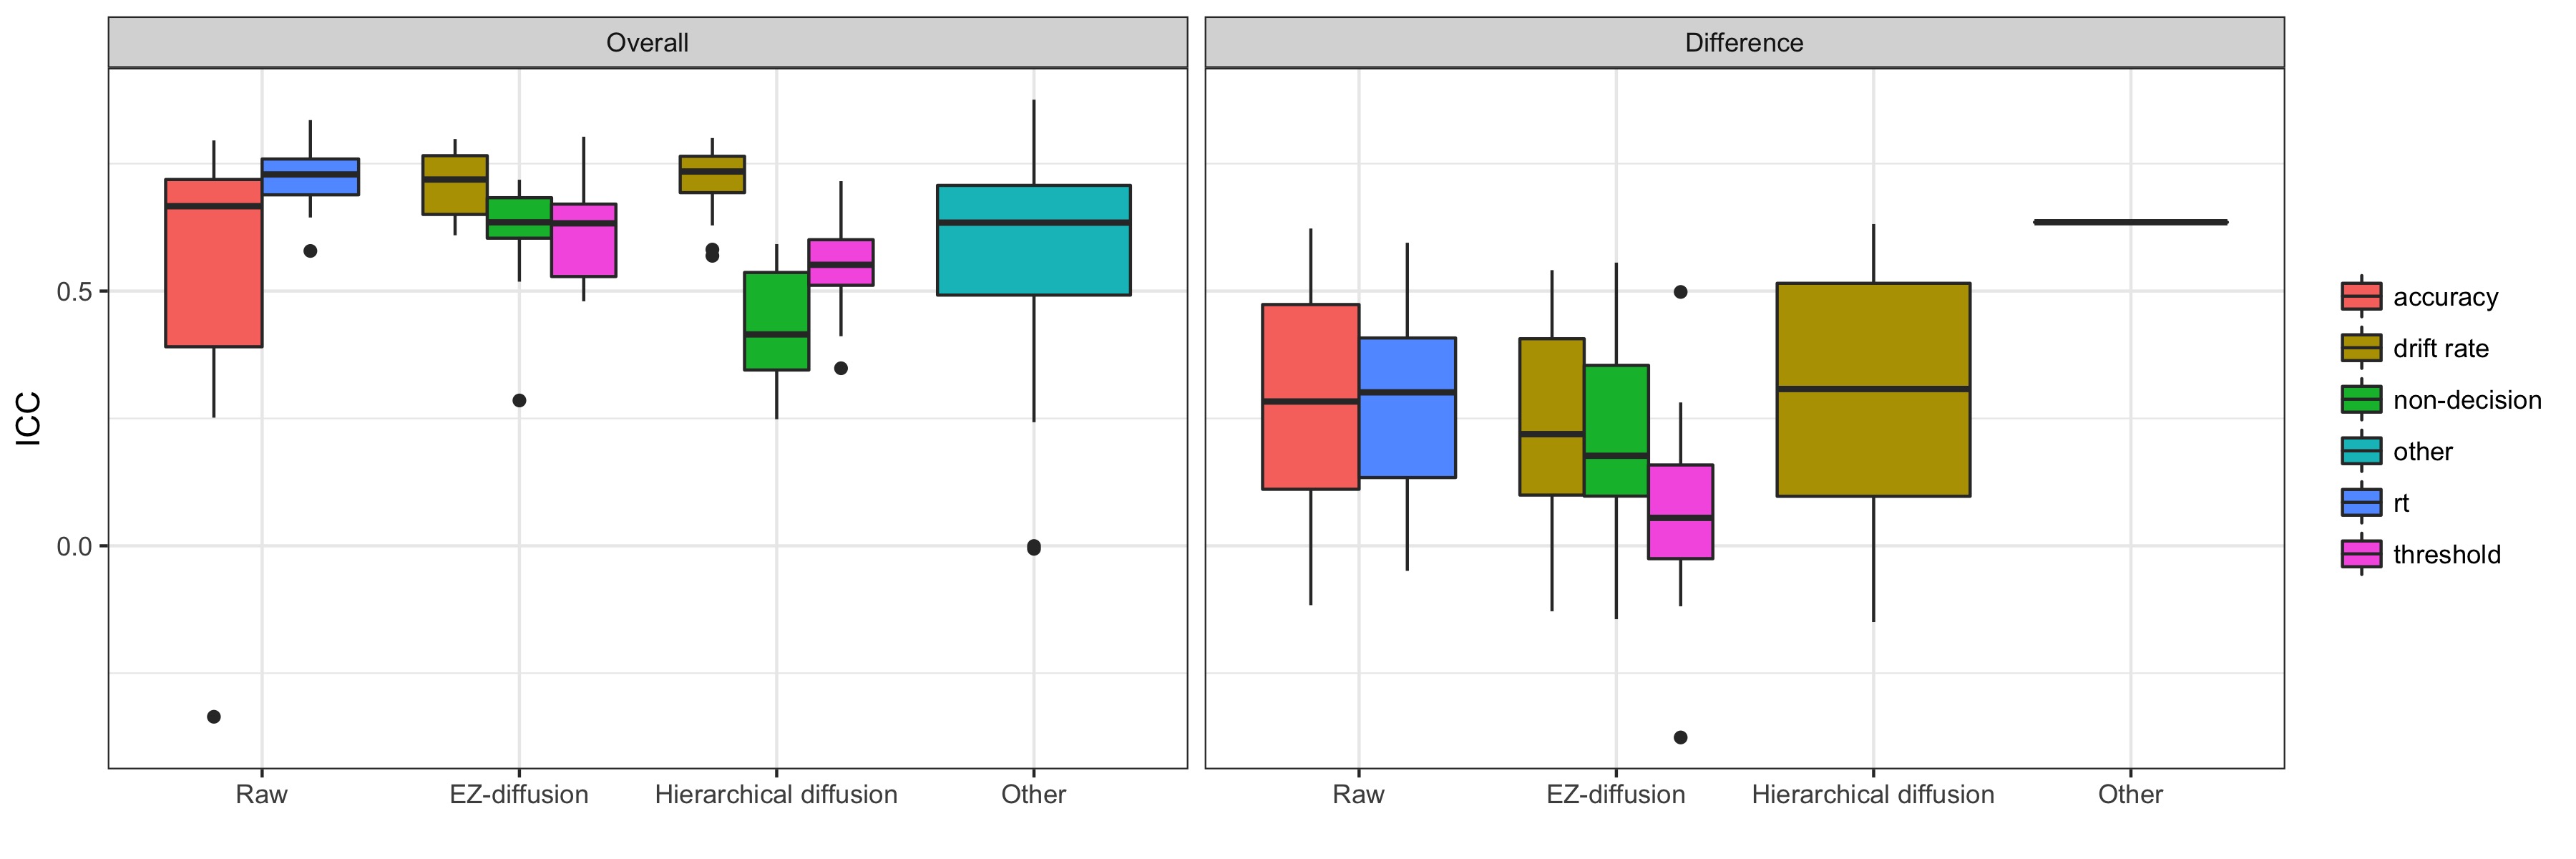 Overall
Difference
ICC
0.5
0.0
Raw
EZ-diffusion
Hierarchical diffusion
Other
Raw
EZ-diffusion
Hierarchical diffusion
Other
accuracy
drift rate
non-decision
other
rt
threshold